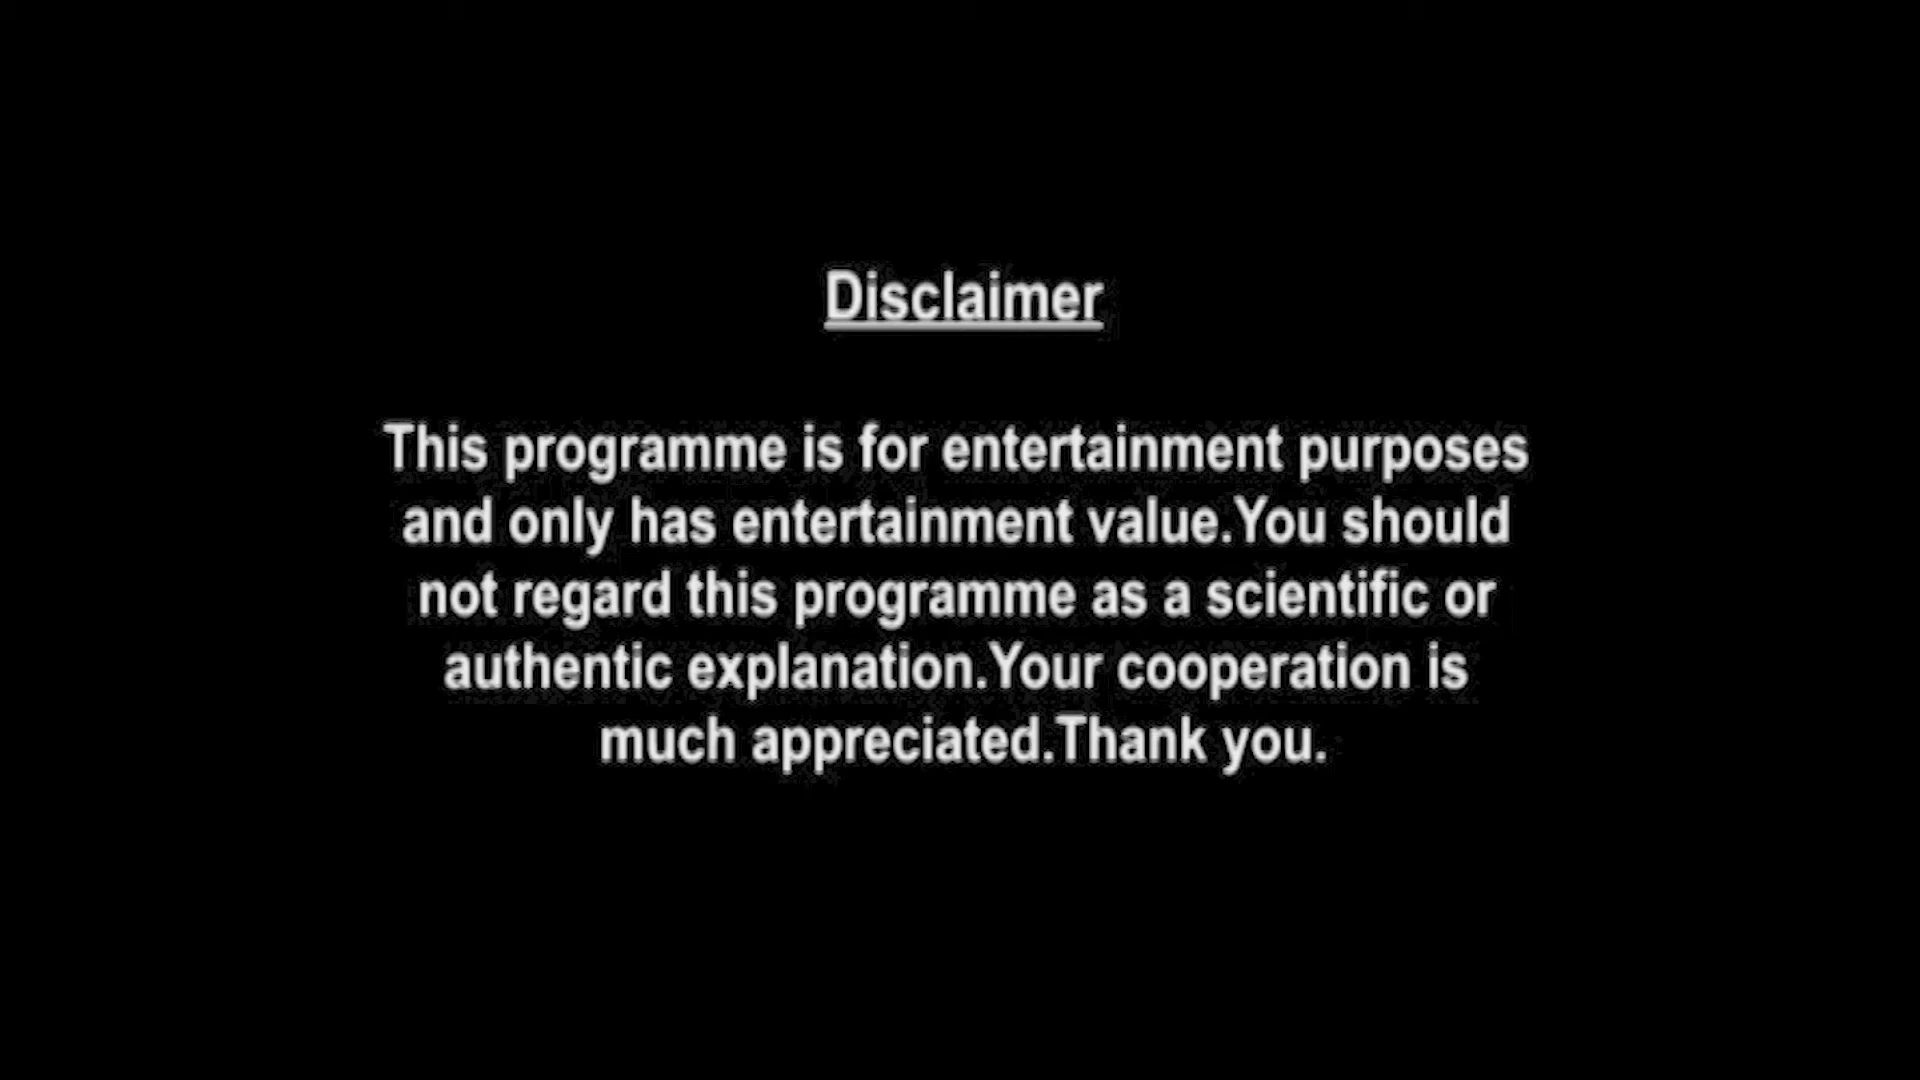 Disclaimer
This programme is for entertainment purposes
and only has entertainment value.You should
not regard this programme as a scientific or
authentic explanation.Your cooperation is
much appreciated.Thank you.